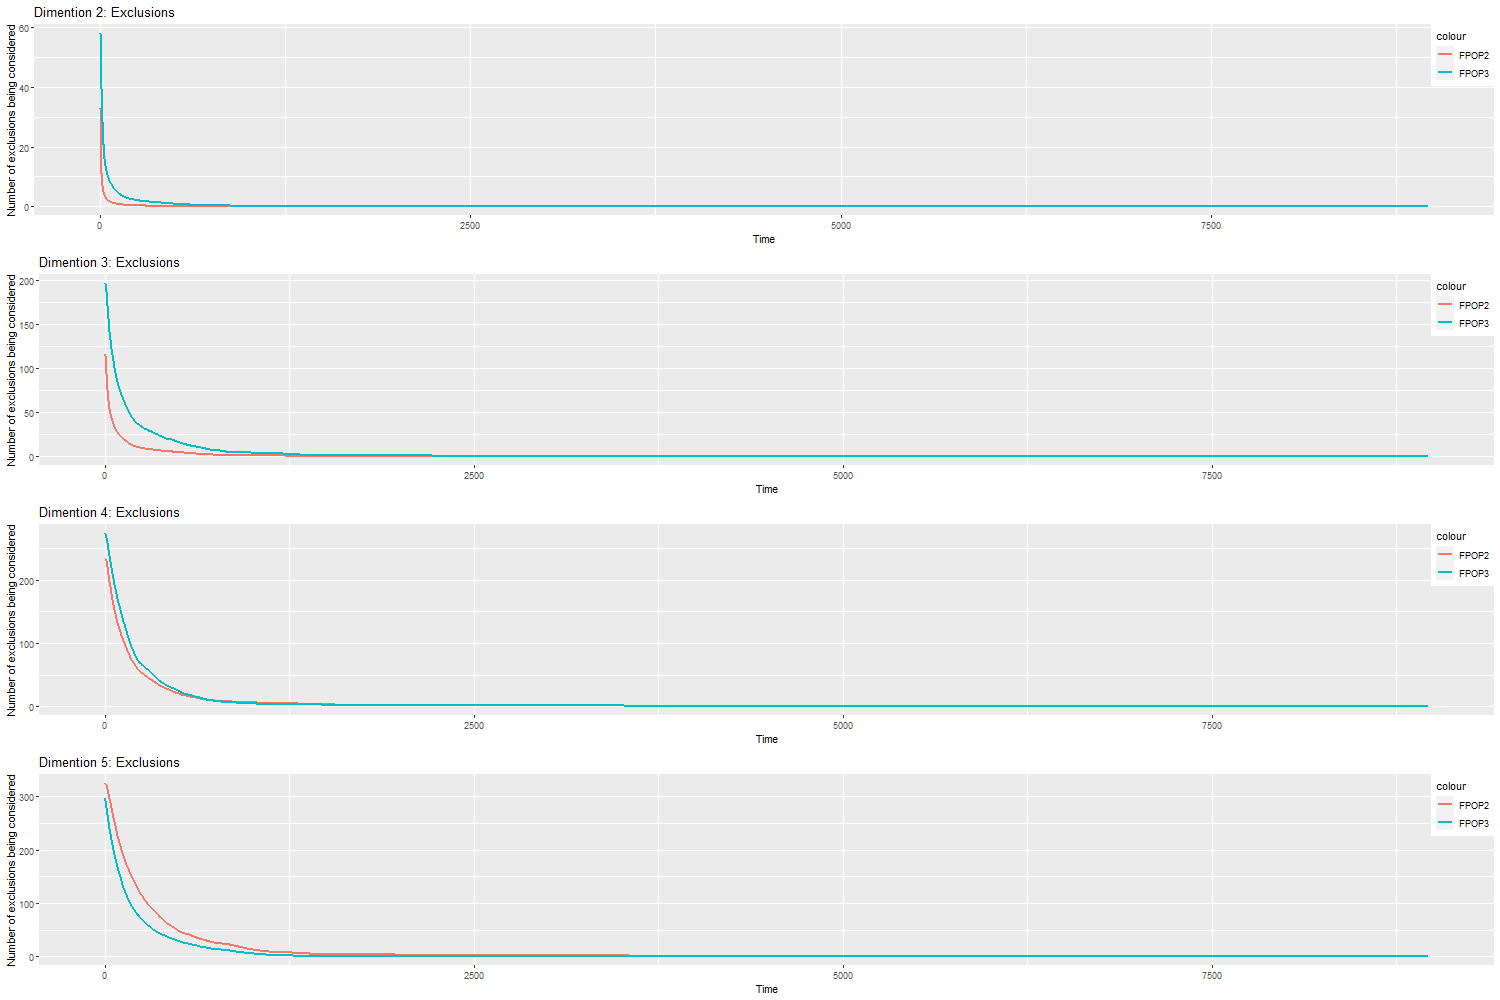 Dimention 2: Exclusions
Number of exclusions being considered
60
40
20
0
0 2500 5000 7500
Time
colour
FPOP2
FPOP3
Dimention 3: Exclusions
Number of exclusions being considered
200
150
100
50
0
0 2500 5000 7500
Time
colour
FPOP2
FPOP3
Dimention 4: Exclusions
Number of exclusions being considered
200
100
0
0 2500 5000 7500
Time
colour
FPOP2
FPOP3
Dimention 5: Exclusions
Number of exclusions being considered
300
200
100
0
0 2500 5000 7500
Time
colour
FPOP2
FPOP3